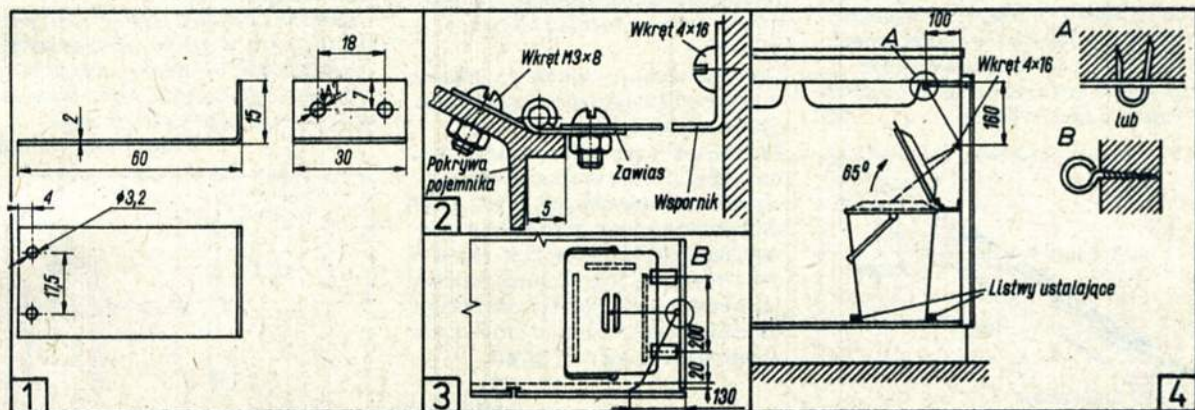 18
2
15
7
60
30
4
φ3,2
17,5
1
Wkręt 4×16
Wkręt M3×8
Pokrywa
pojemnika
Zawias
Wspornik
5
2
B
200
20
130
3
100
A
Wkręt 4×16
160
65°
Listwy ustalające
A
lub
B
4